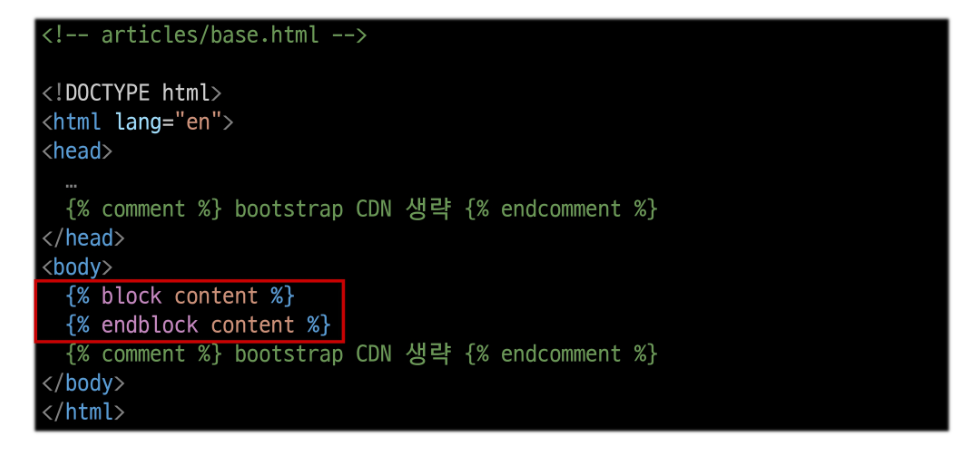 <!-- articles/base.html -->
<!DOCTYPE html>
<html lang="en">
<head>
…
{% comment %} bootstrap CDN 생략 {% endcomment %}
</head>
<body>
{% block content %}
{% endblock content %}
{% comment %} bootstrap CDN 생략 {% endcomment %}
</body>
</html>